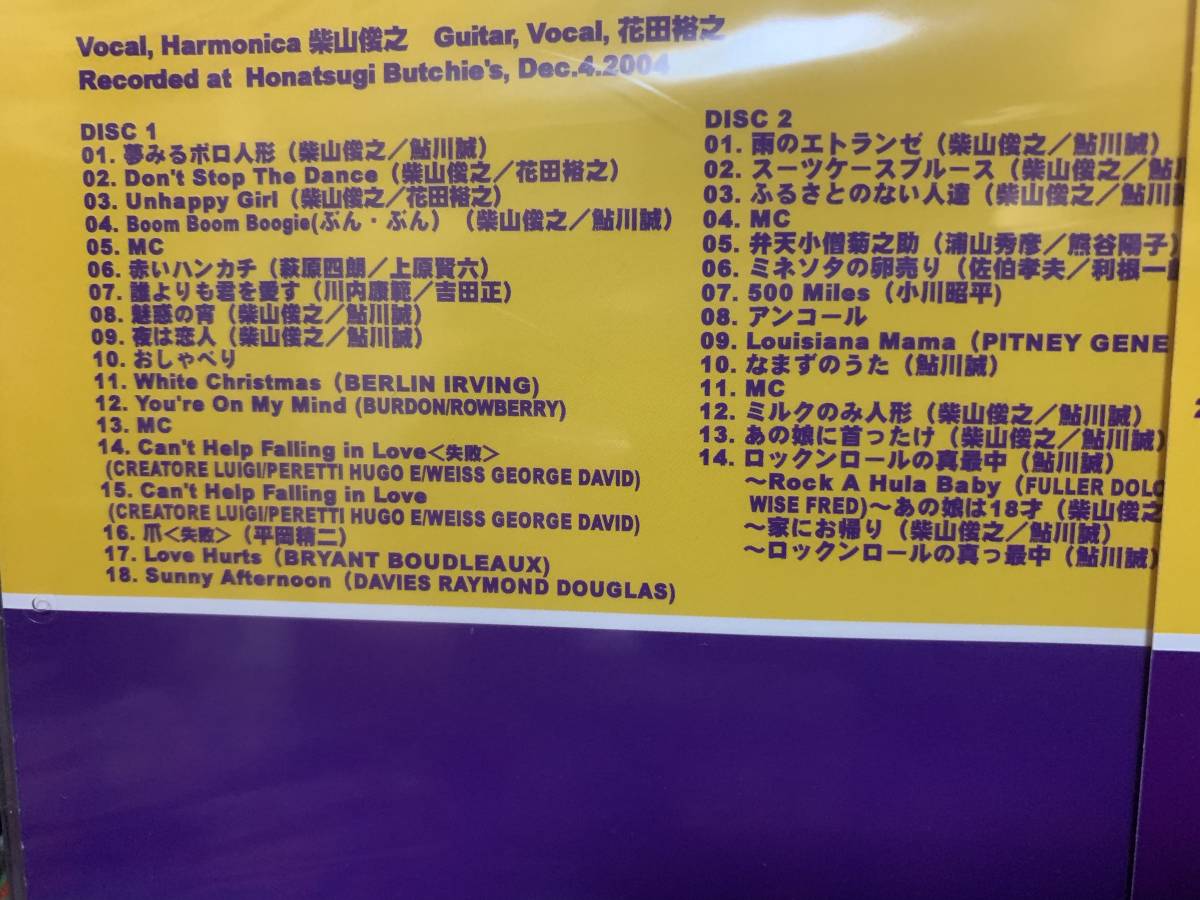 Vocal, Harmonica 柴山俊之　Guitar, Vocal, 花田裕之
Recorded at Honatsugi Butchie's, Dec.4.2004
DISC 1
01. 夢みるボロ人形（柴山俊之／鮎川誠）
02. Don't Stop The Dance（柴山俊之／花田裕之）
03. Unhappy Girl（柴山俊之／花田裕之）
04. Boom Boom Boogie(ぶん・ぶん）（柴山俊之／鮎川誠）
05. MC
06. 赤いハンカチ（萩原四朗／上原賢六）
07. 誰よりも君を愛す（川内康範／吉田正）
08. 魅惑の宵（柴山俊之／鮎川誠）
09. 夜は恋人（柴山俊之／鮎川誠）
10. おしゃべり
11. White Christmas（BERLIN IRVING)
12. You're On My Mind (BURDON/ROWBERRY)
13. MC
14. Can't Help Falling in Love＜失敗＞
(CREATORE LUIGI/PERETTI HUGO E/WEISS GEORGE DAVID)
15. Can't Help Falling in Love
(CREATORE LUIGI/PERETTI HUGO E/WEISS GEORGE DAVID)
16. 爪＜失敗＞（平岡精二）
17. Love Hurts（BRYANT BOUDLEAUX)
18. Sunny Afternoon（DAVIES RAYMOND DOUGLAS)
DISC 2
01. 雨のエトランゼ（柴山俊之／鮎川誠）
02. スーツケースブルース（柴山俊之／鮎川
03. ふるさとのない人達（柴山俊之／鮎川
04. MC
05. 弁天小僧菊之助（浦山秀彦／熊谷陽子）
06. ミネソタの卵売り（佐伯孝夫／利根一
07. 500 Miles（小川昭平)
08. アンコール
09. Louisiana Mama（PITNEY GENE
10. なまずのうた（鮎川誠）
11. MC
12. ミルクのみ人形（柴山俊之／鮎川誠）
13. あの娘に首ったけ（柴山俊之／鮎川誠）
14. ロックンロールの真最中（鮎川誠）
～Rock A Hula Baby（FULLER DOLO
WISE FRED)～あの娘は18才（柴山俊之
～家にお帰り（柴山俊之／鮎川誠）
～ロックンロールの真っ最中（鮎川誠）